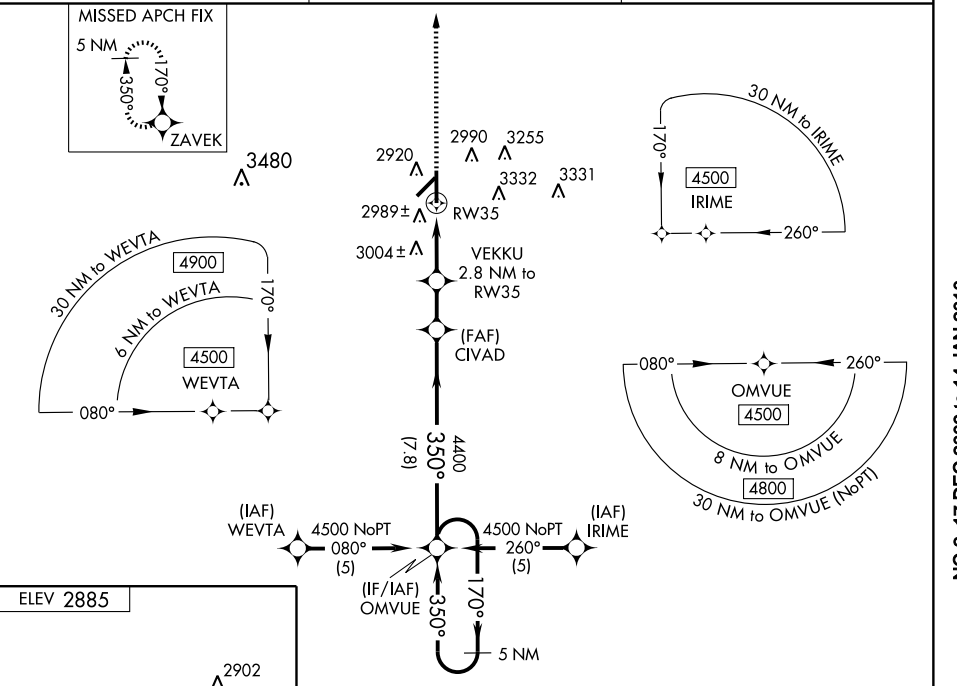 MISSED APCH FIX
5 NM
350°
170°
ZAVEK
3480
2920
2990
3255
3332
3331
2989±
RW35
3004±
VEKKU
2.8 NM to
RW35
(FAF)
CIVAD
30 NM to IRIME
170°
4500
IRIME
260°
30 NM to WEVTA
4900
6 NM to WEVTA
170°
4500
WEVTA
080°
080°
260°
OMVUE
4500
8 NM to OMVUE
4800
30 NM to OMVUE (NoPT)
4400
350°
(7.8)
(IAF)
WEVTA
4500 NoPT
080°
(5)
4500 NoPT
260°
(5)
(IAF)
IRIME
(IF/IAF)
OMVUE
350°
170°
5 NM
ELEV 2885
2902